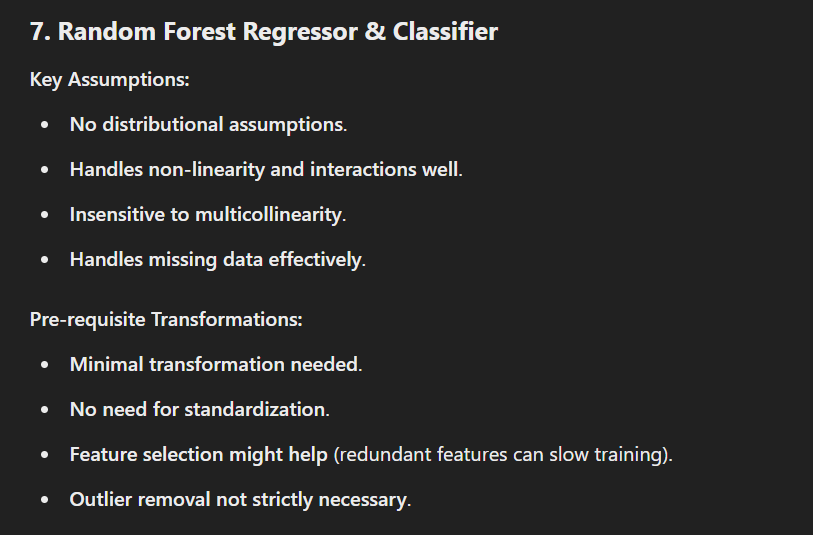 7. Random Forest Regressor & Classifier
Key Assumptions:
• No distributional assumptions.
• Handles non-linearity and interactions well.
• Insensitive to multicollinearity.
• Handles missing data effectively.
Pre-requisite Transformations:
• Minimal transformation needed.
• No need for standardization.
• Feature selection might help (redundant features can slow training).
• Outlier removal not strictly necessary.